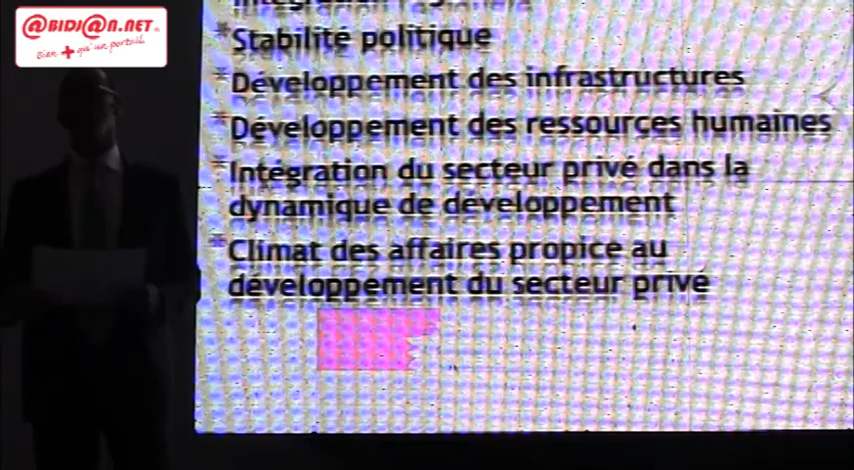 @BIDJ@N.NET
Bien + qu'un portail
* Stabilité politique
* Développement des infrastructures
* Développement des ressources humaines
* Intégration du secteur privé dans la
dynamique de développement
* Climat des affaires propice au
développement du secteur privé